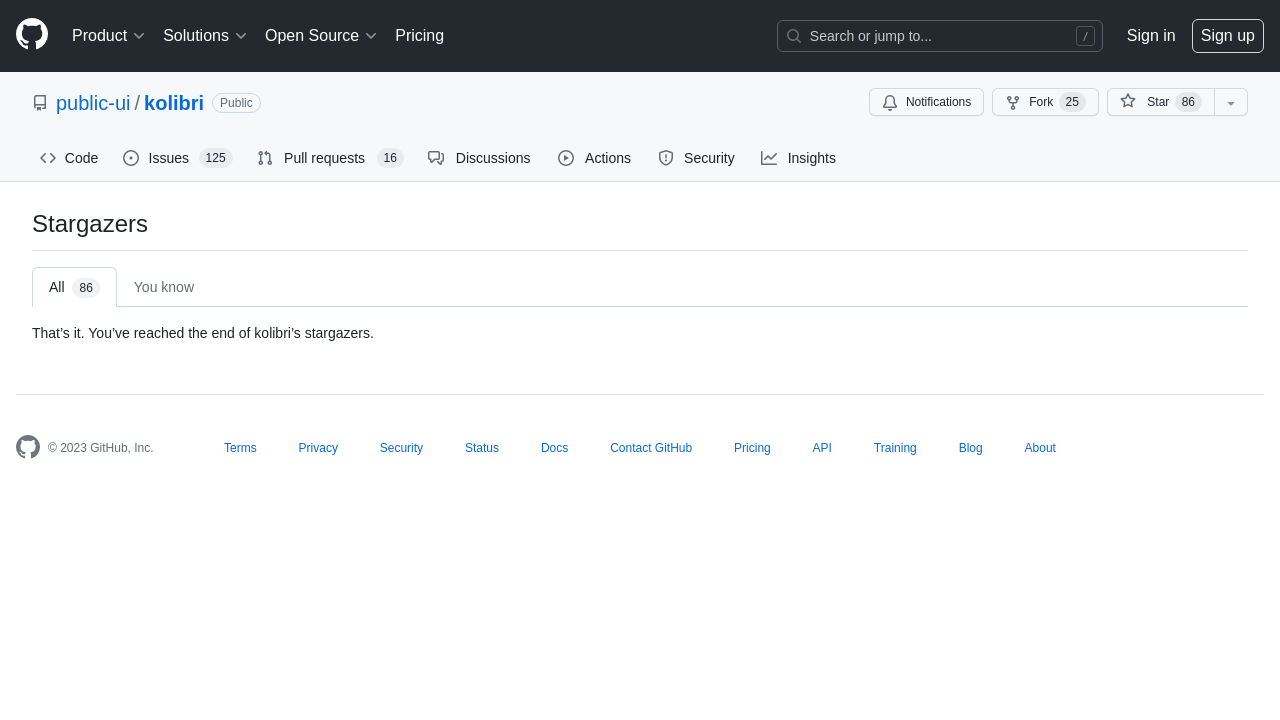 Product Solutions Open Source Pricing Search or jump to... / Sign in Sign up
public-ui / kolibri Public Notifications Fork 25 Star 86
Code Issues 125 Pull requests 16 Discussions Actions Security Insights
Stargazers
All 86 You know
That’s it. You’ve reached the end of kolibri’s stargazers.
© 2023 GitHub, Inc. Terms Privacy Security Status Docs Contact GitHub Pricing API Training Blog About